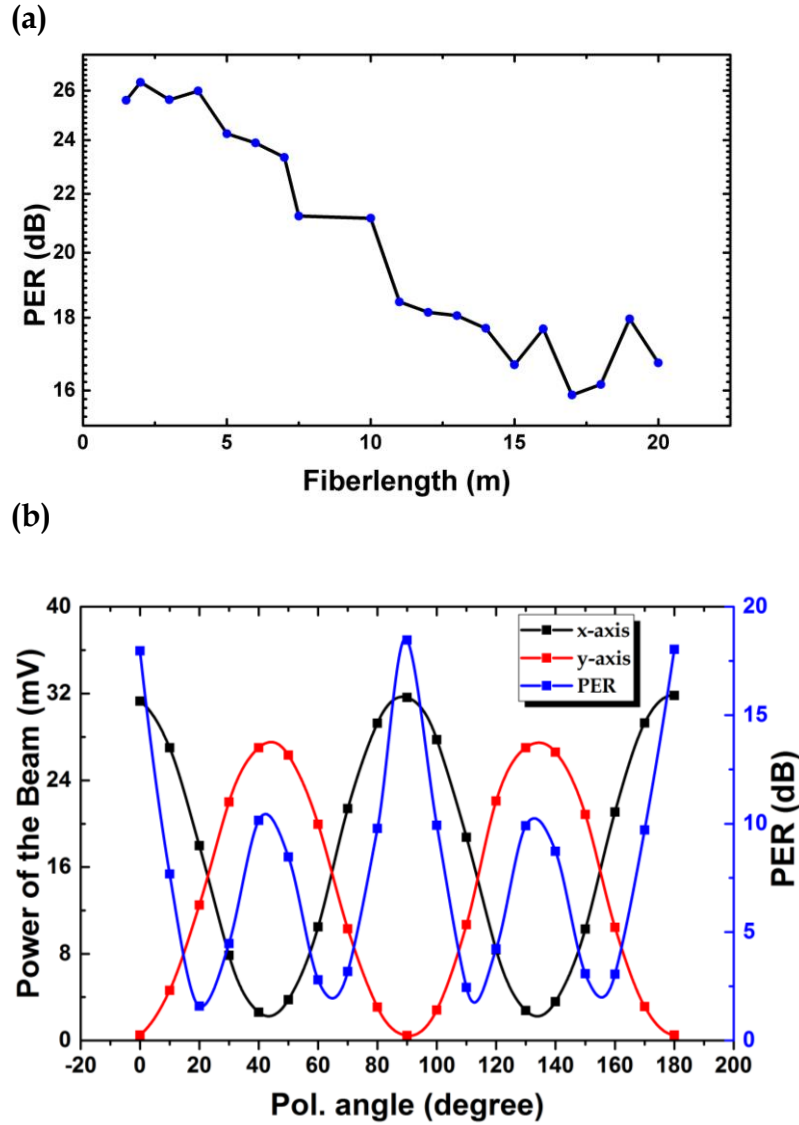 (a)
26
24
22
20
18
16
PER (dB)
0 5 10 15 20
Fiberlength (m)
(b)
40
32
24
16
8
0
Power of the Beam (mV)
x-axis
y-axis
PER
20
15
10
5
0
PER (dB)
-20 0 20 40 60 80 100 120 140 160 180 200
Pol. angle (degree)